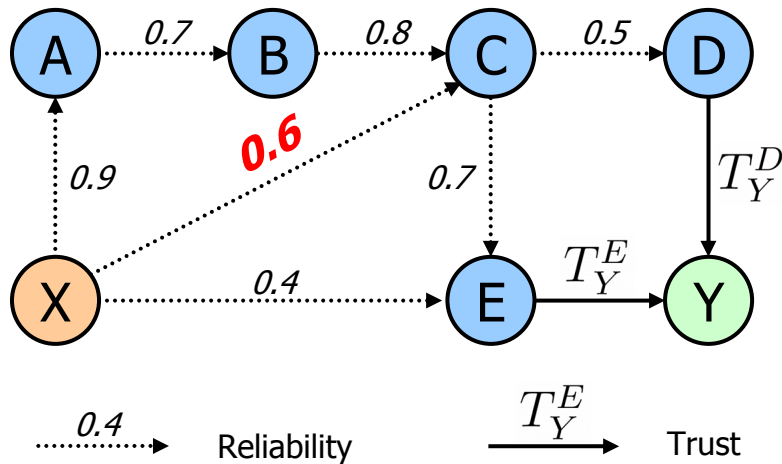 A 0.7 B 0.8 C 0.5 D
0.6
0.9 0.7 T_Y^D
X 0.4 E T_Y^E Y
0.4 Reliability T_Y^E Trust